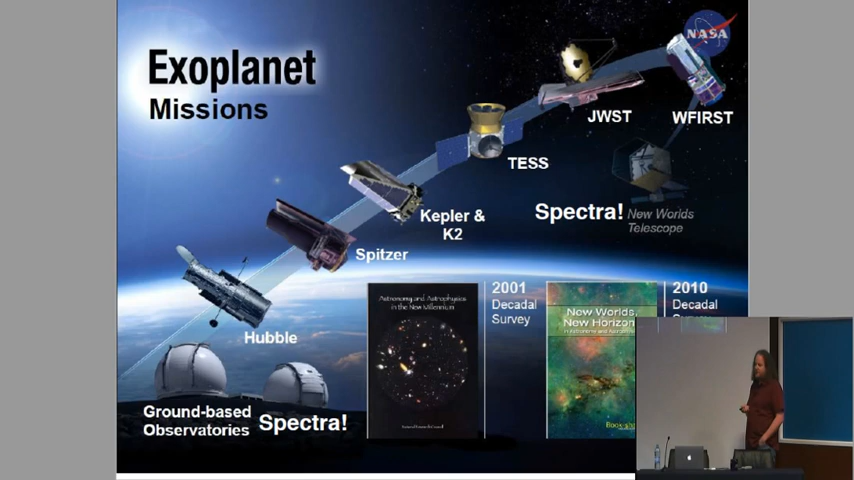 Exoplanet
Missions
NASA
JWST
WFIRST
TESS
Spectra!
New Worlds
Telescope
Kepler &
K2
Spitzer
Hubble
2001
Decadal
Survey
2010
Decadal
Astronomy and Astrophysics
in the New Millennium
New Worlds,
New Horizon
Ground-based
Observatories
Spectra!